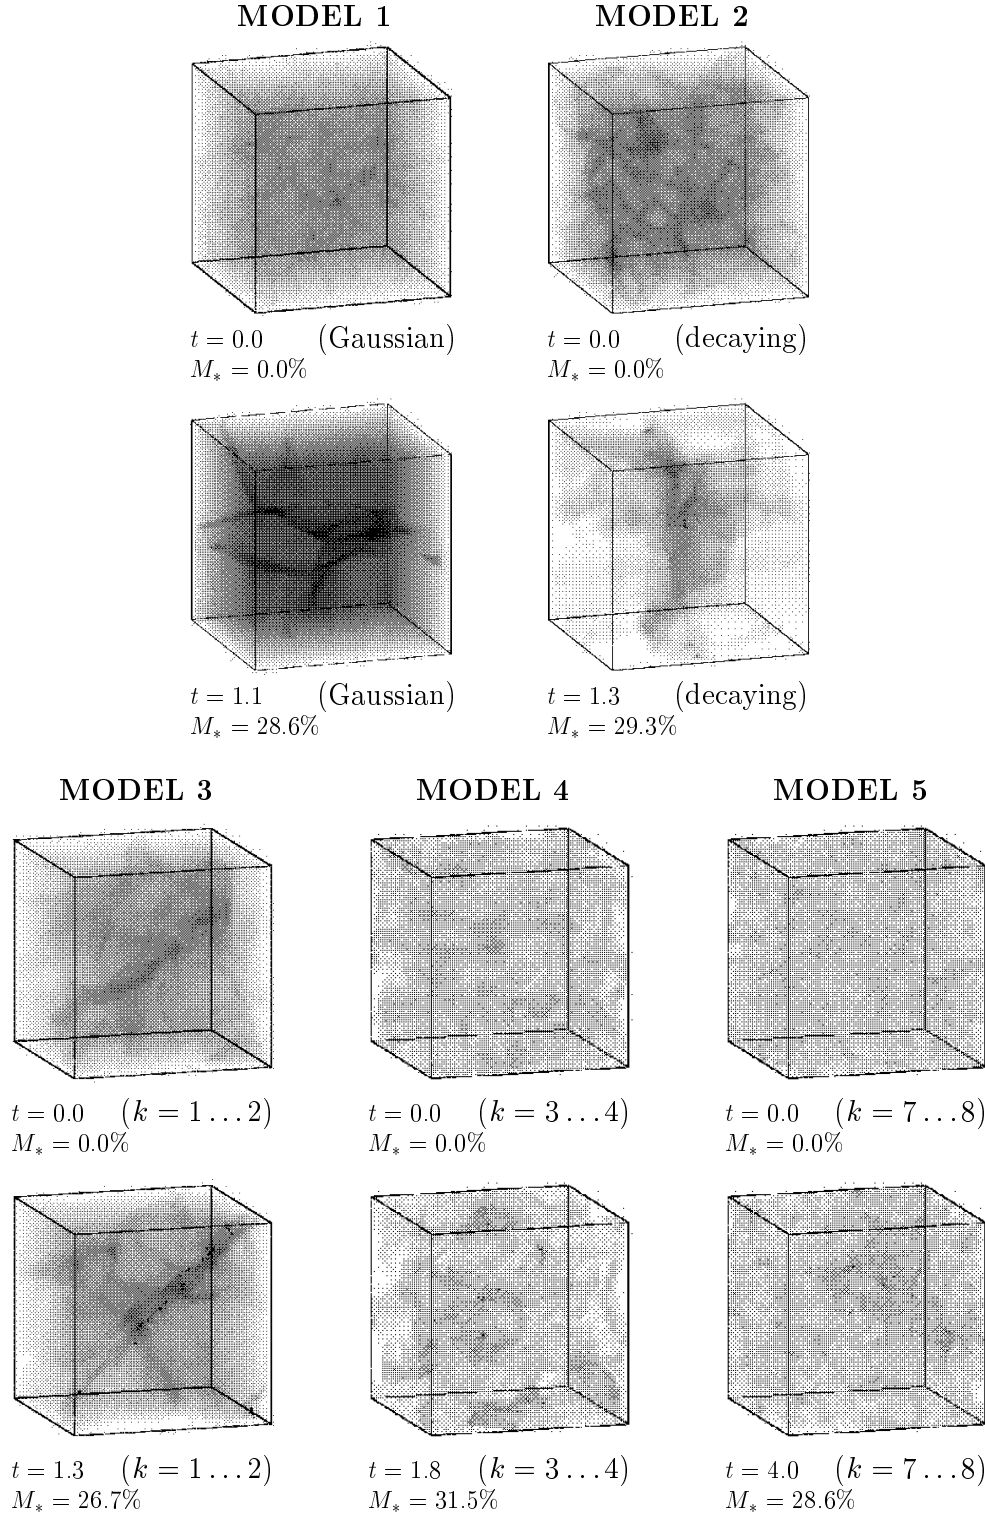 MODEL 1 MODEL 2
t = 0.0 (Gaussian) t = 0.0 (decaying)
M* = 0.0% M* = 0.0%
t = 1.1 (Gaussian) t = 1.3 (decaying)
M* = 28.6% M* = 29.3%
MODEL 3 MODEL 4 MODEL 5
t = 0.0 (k = 1...2) t = 0.0 (k = 3...4) t = 0.0 (k = 7...8)
M* = 0.0% M* = 0.0% M* = 0.0%
t = 1.3 (k = 1...2) t = 1.8 (k = 3...4) t = 4.0 (k = 7...8)
M* = 26.7% M* = 31.5% M* = 28.6%